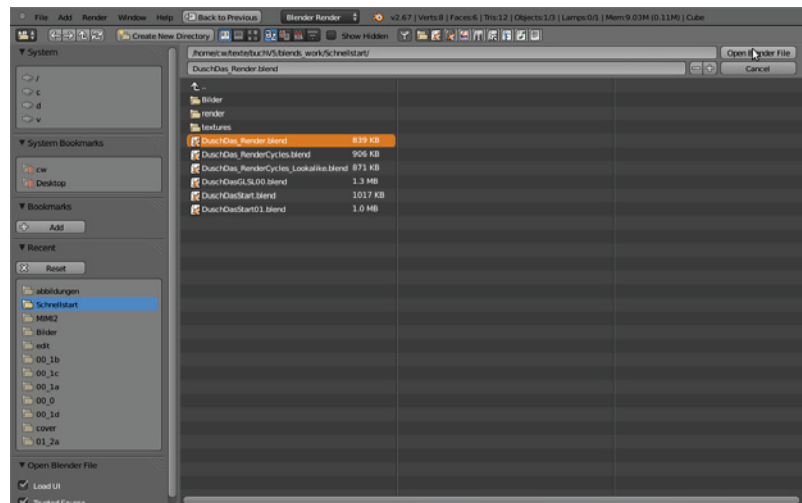 File Add Render Window Help Back to Previous Blender Render v2.67 | Verts:8 | Faces:6 | Tris:12 | Objects:1/3 | Lamps:0/1 | Mem:9.03M (0.11M) | Cube
Create New Directory Show Hidden
System
/
c
d
v
System Bookmarks
cw
Desktop
Bookmarks
Add
Recent
Reset
abbildungen
Schnellstart
MIMI2
Bilder
edit
00_1b
00_1c
00_1a
00_0
00_1d
cover
01_2a
Open Blender File
Load UI
Trusted Source
/home/cw/texte/buchV5/blends_work/Schnellstart/ Open Blender File
DuschDas_Render.blend Cancel
..
Bilder
render
textures
DuschDas_Render.blend 839 KB
DuschDas_RenderCycles.blend 906 KB
DuschDas_RenderCycles_Lookalike.blend 871 KB
DuschDasGLSL00.blend 1.3 MB
DuschDasStart.blend 1017 KB
DuschDasStart01.blend 1.0 MB